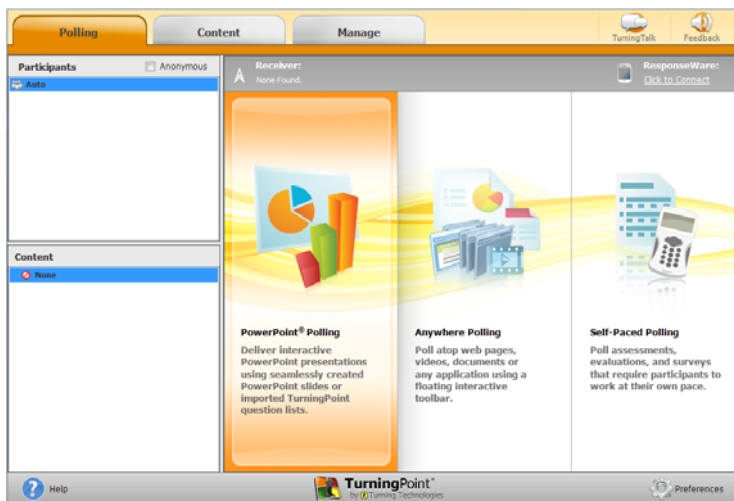 Polling
Content
Manage
TurningTalk
Feedback
Participants
Anonymous
Auto
Receiver:
None Found.
ResponseWare:
Click to Connect
Content
None
PowerPoint® Polling
Deliver interactive
PowerPoint presentations
using seamlessly created
PowerPoint slides or
imported TurningPoint
question lists.
Anywhere Polling
Poll atop web pages,
videos, documents or
any application using a
floating interactive
toolbar.
Self-Paced Polling
Poll assessments,
evaluations, and surveys
that require participants to
work at their own pace.
Help
TurningPoint®
by Turning Technologies
Preferences